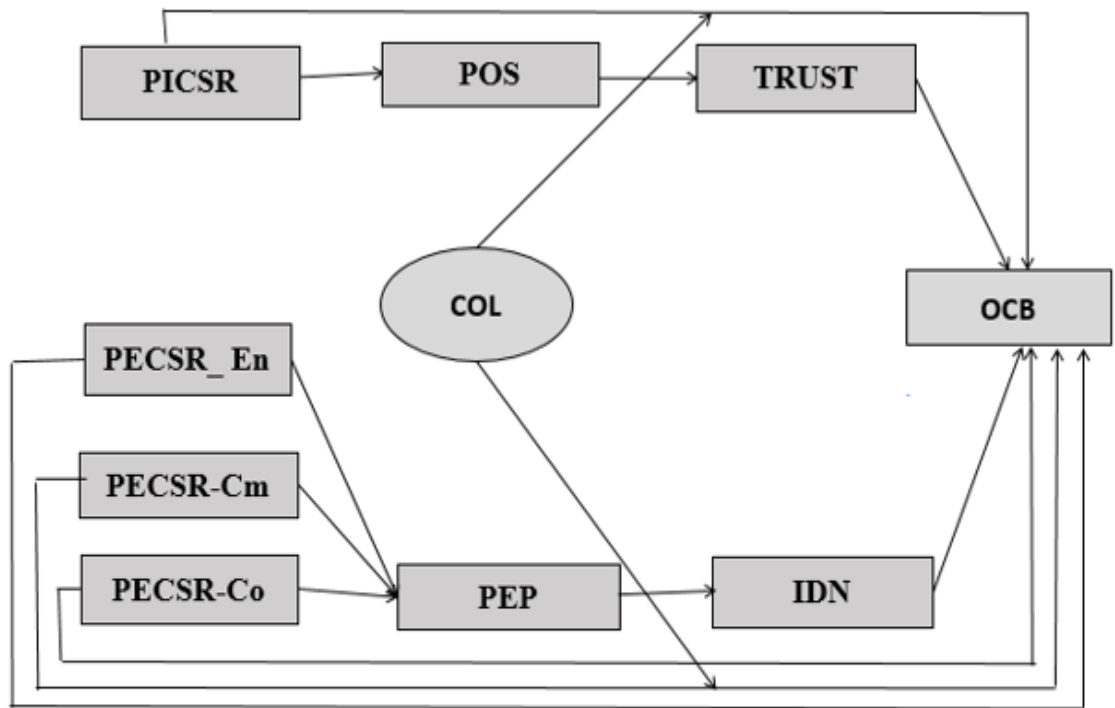 PICSR
POS
TRUST
COL
OCB
PECSR_ En
PECSR-Cm
PECSR-Co
PEP
IDN